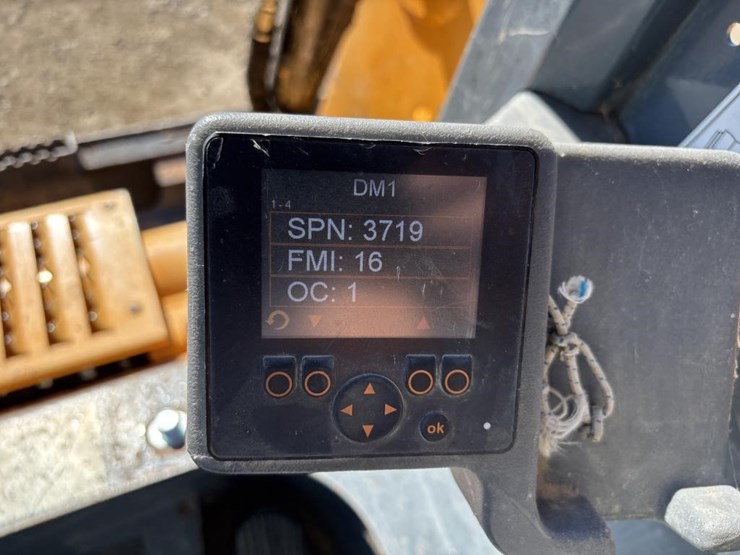 DM1
1-4
SPN: 3719
FMI: 16
OC: 1
ok